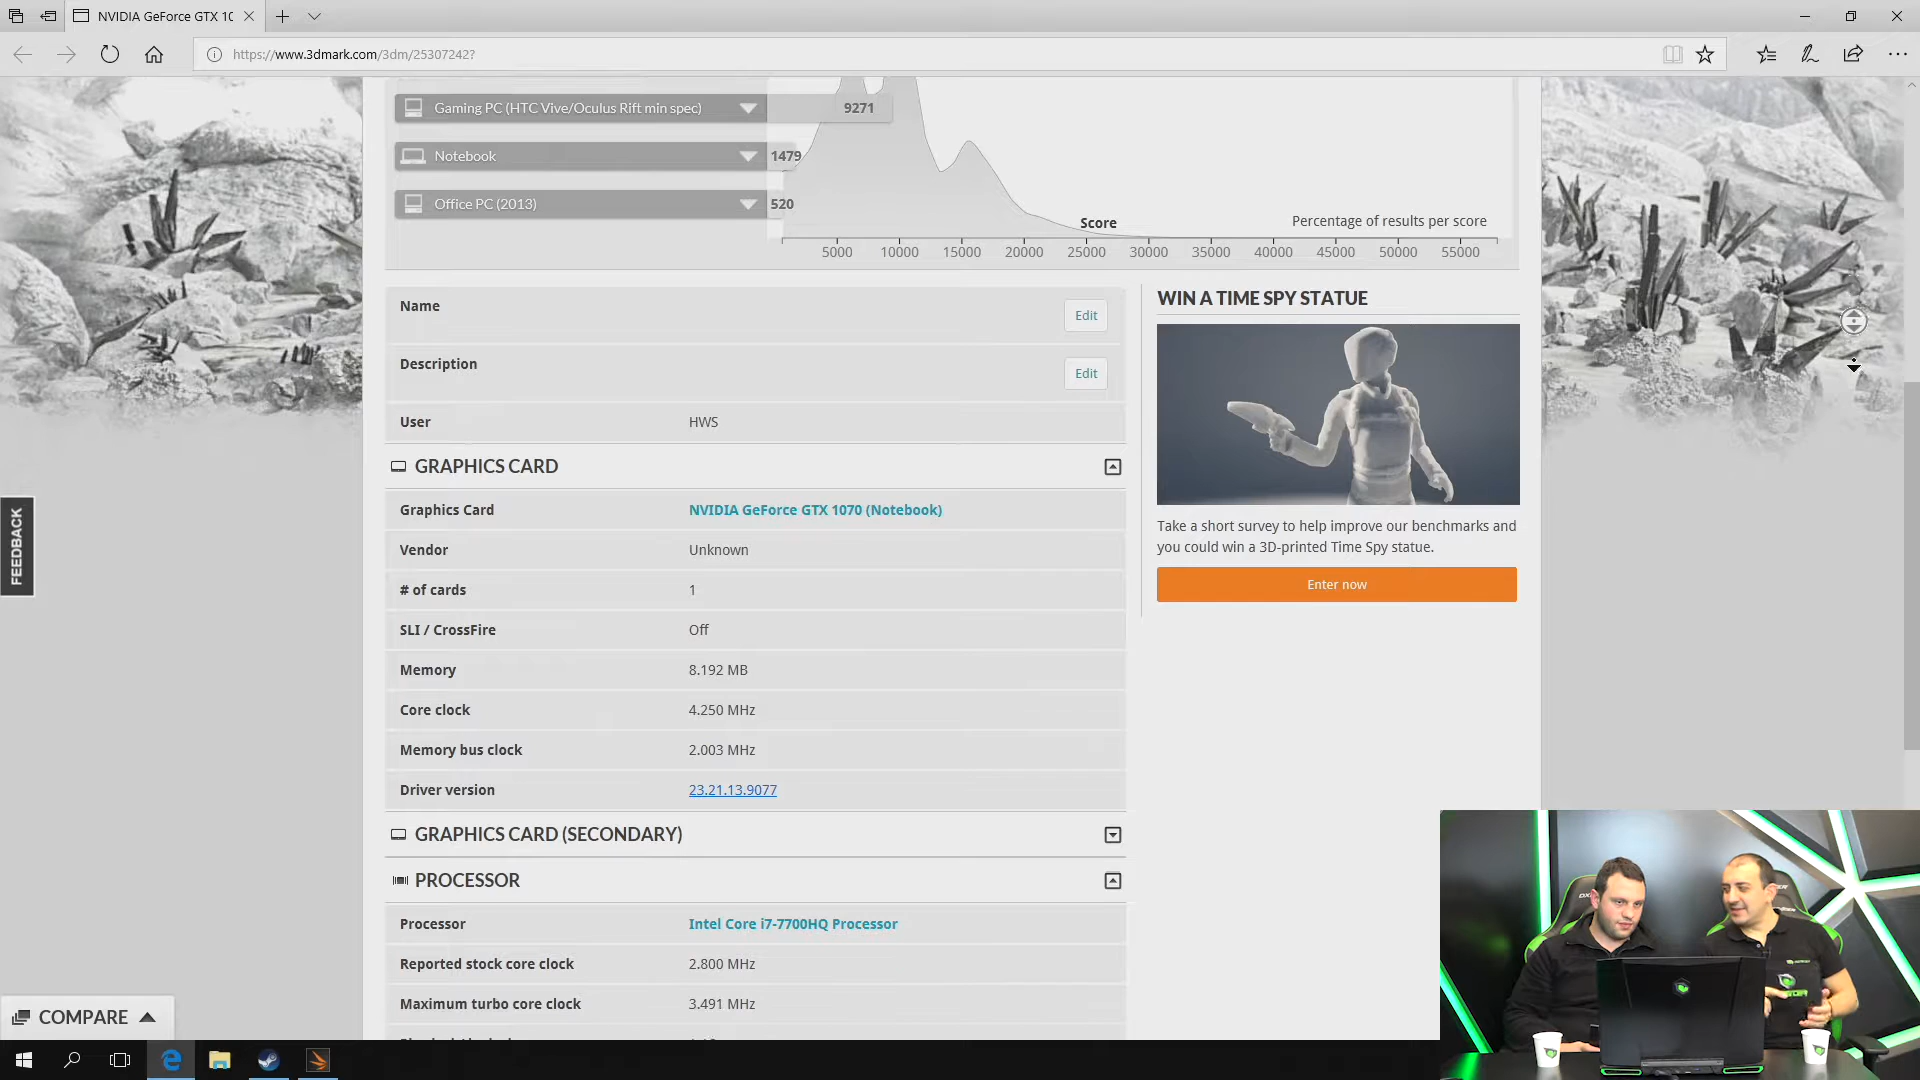 NVIDIA GeForce GTX 10
https://www.3dmark.com/3dm/25307242?
Gaming PC (HTC Vive/Oculus Rift min spec)
9271
Notebook
1479
Office PC (2013)
520
Score
Percentage of results per score
5000
10000
15000
20000
25000
30000
35000
40000
45000
50000
55000
Name
Edit
Description
Edit
User
HWS
GRAPHICS CARD
Graphics Card
NVIDIA GeForce GTX 1070 (Notebook)
Vendor
Unknown
# of cards
1
SLI / CrossFire
Off
Memory
8.192 MB
Core clock
4.250 MHz
Memory bus clock
2.003 MHz
Driver version
23.21.13.9077
GRAPHICS CARD (SECONDARY)
PROCESSOR
Processor
Intel Core i7-7700HQ Processor
Reported stock core clock
2.800 MHz
Maximum turbo core clock
3.491 MHz
WIN A TIME SPY STATUE
Take a short survey to help improve our benchmarks and
you could win a 3D-printed Time Spy statue.
Enter now
FEEDBACK
COMPARE